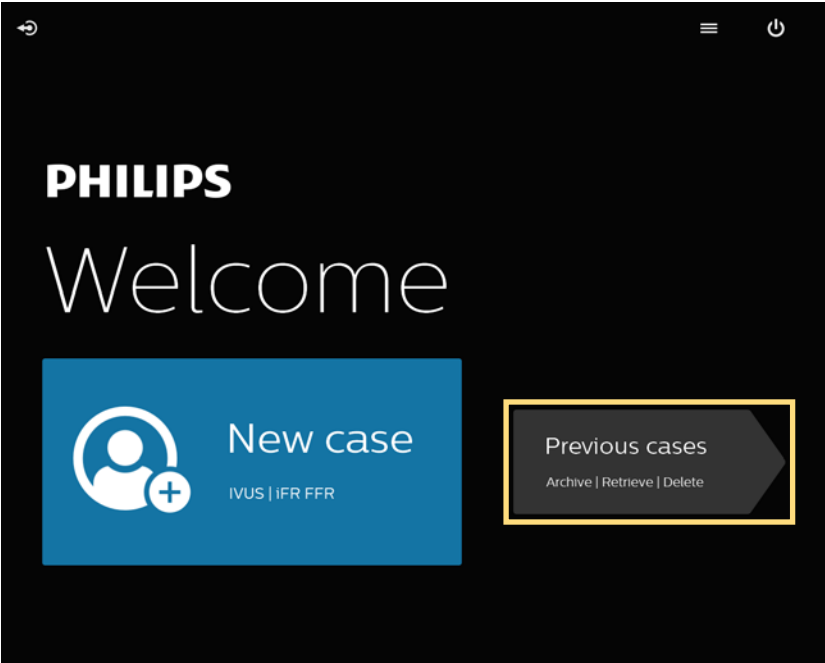 PHILIPS
Welcome
New case
IVUS | iFR FFR
Previous cases
Archive | Retrieve | Delete